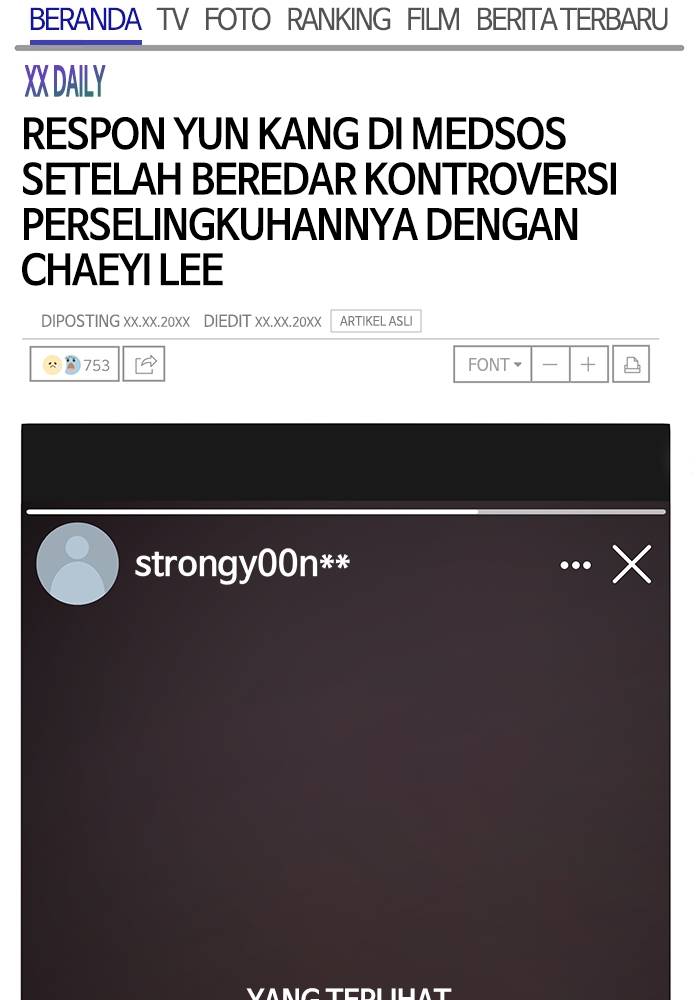 BERANDA TV FOTO RANKING FILM BERITA TERBARU
XX DAILY
RESPON YUN KANG DI MEDSOS
SETELAH BEREDAR KONTROVERSI
PERSELINGKUHANNYA DENGAN
CHAEYI LEE
DIPOSTING XX.XX.20XX DIEDIT XX.XX.20XX ARTIKEL ASLI
753 FONT
strongy00n**
YANG TERLIHAT